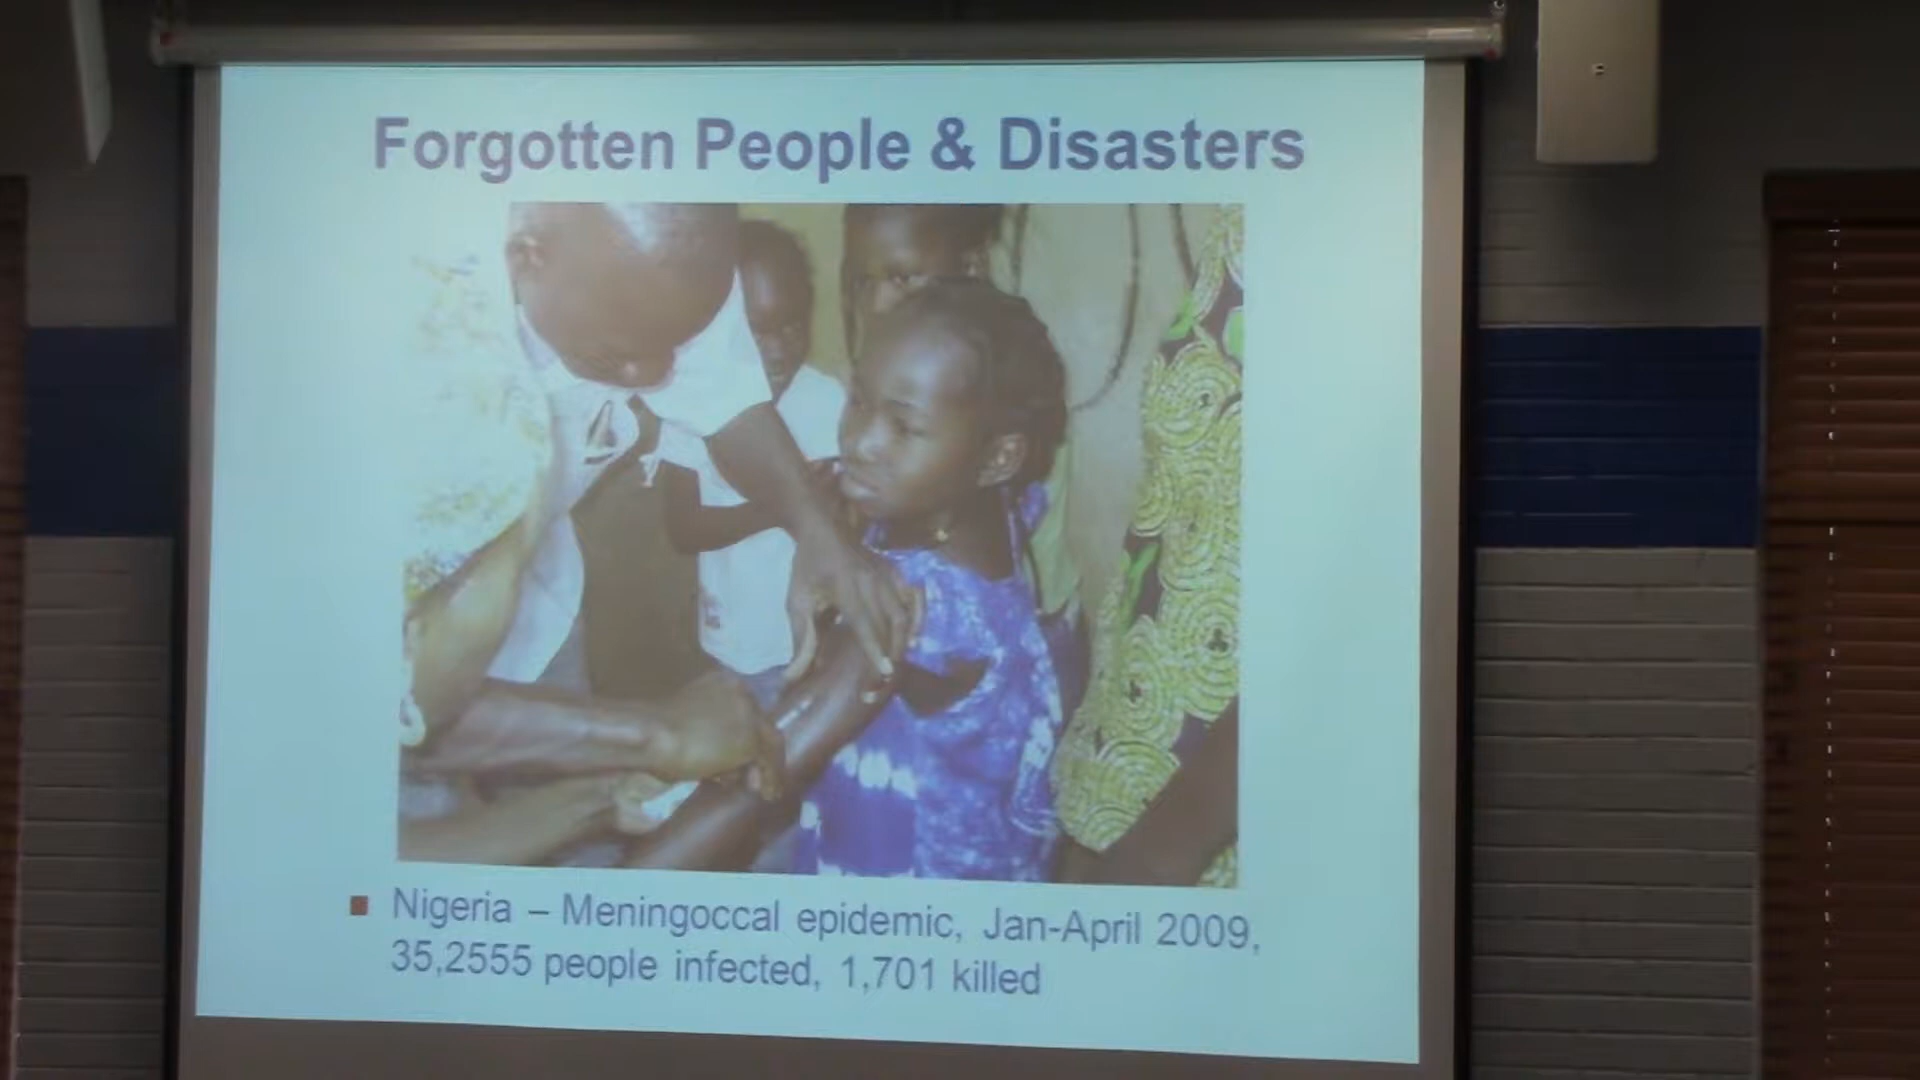 Forgotten People & Disasters
Nigeria – Meningoccal epidemic, Jan-April 2009,
35,2555 people infected, 1,701 killed